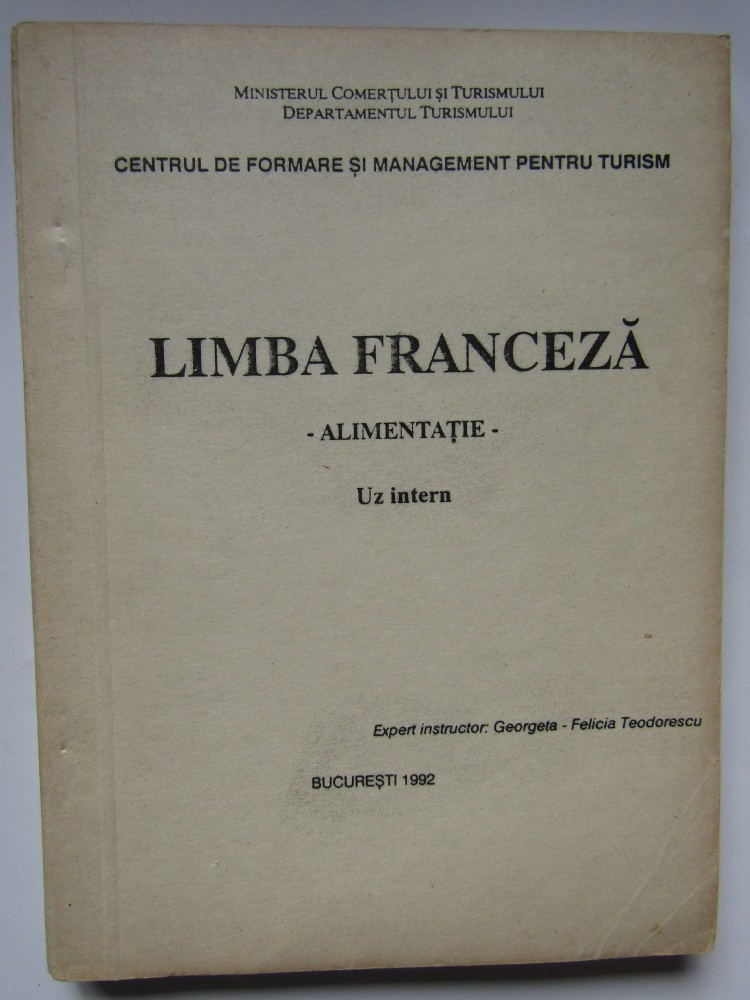 MINISTERUL COMERȚULUI ȘI TURISMULUI
DEPARTAMENTUL TURISMULUI
CENTRUL DE FORMARE ȘI MANAGEMENT PENTRU TURISM
LIMBA FRANCEZĂ
- ALIMENTAȚIE -
Uz intern
Expert instructor: Georgeta - Felicia Teodorescu
BUCUREȘTI 1992